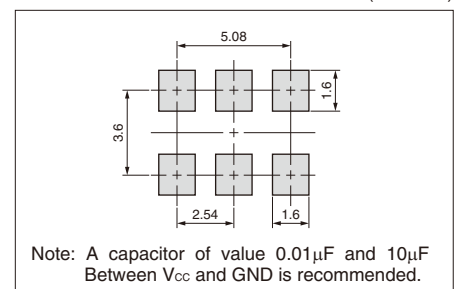 5.08
1.6
3.6
2.54
1.6
Note: A capacitor of value 0.01μF and 10μF
Between Vcc and GND is recommended.